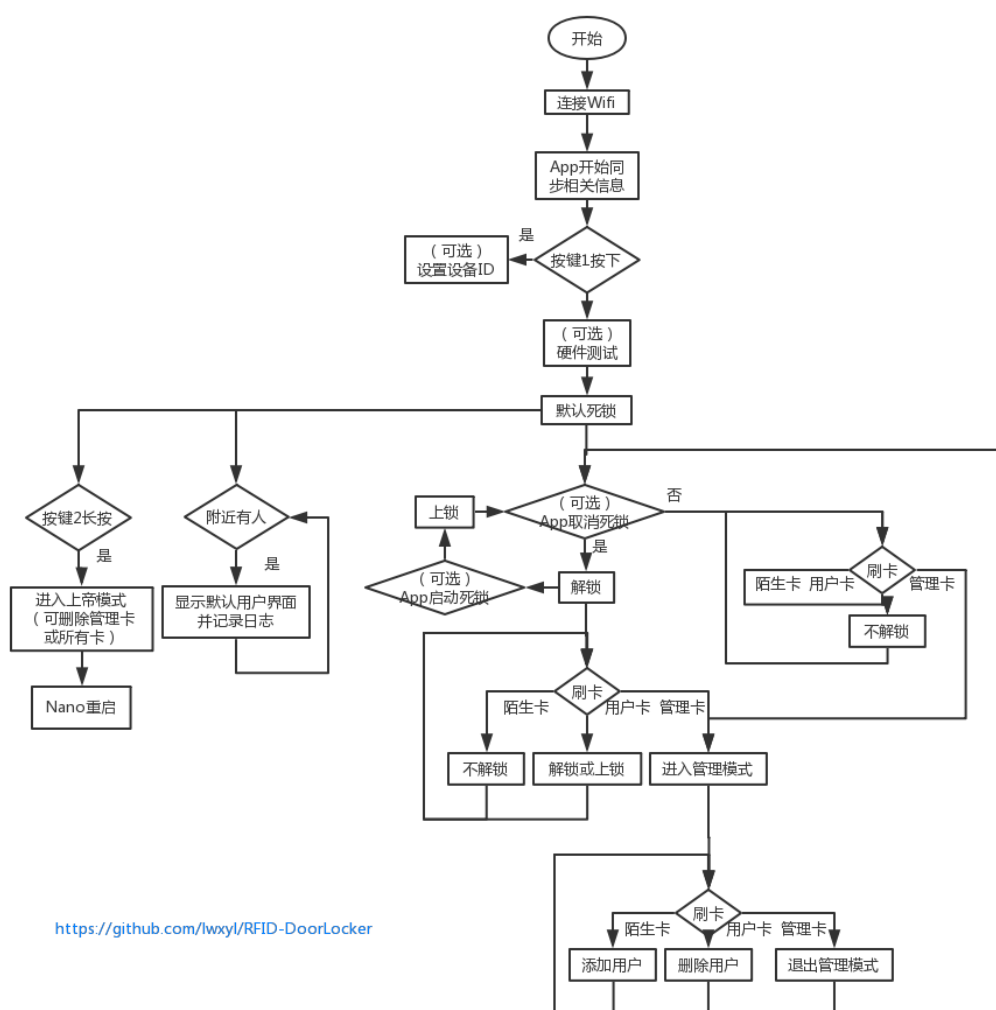 开始
连接Wifi
App开始同
步相关信息
是
（可选）
设置设备ID
按键1按下
（可选）
硬件测试
默认死锁
按键2长按
附近有人
上锁
（可选）
App取消死锁
否
是
是
是
刷卡
陌生卡
用户卡
管理卡
不解锁
（可选）
App启动死锁
解锁
进入上帝模式
（可删除管理卡
或所有卡）
显示默认用户界面
并记录日志
Nano重启
刷卡
陌生卡
用户卡
管理卡
不解锁
解锁或上锁
进入管理模式
刷卡
陌生卡
用户卡
管理卡
添加用户
删除用户
退出管理模式
https://github.com/lwxyl/RFID-DoorLocker